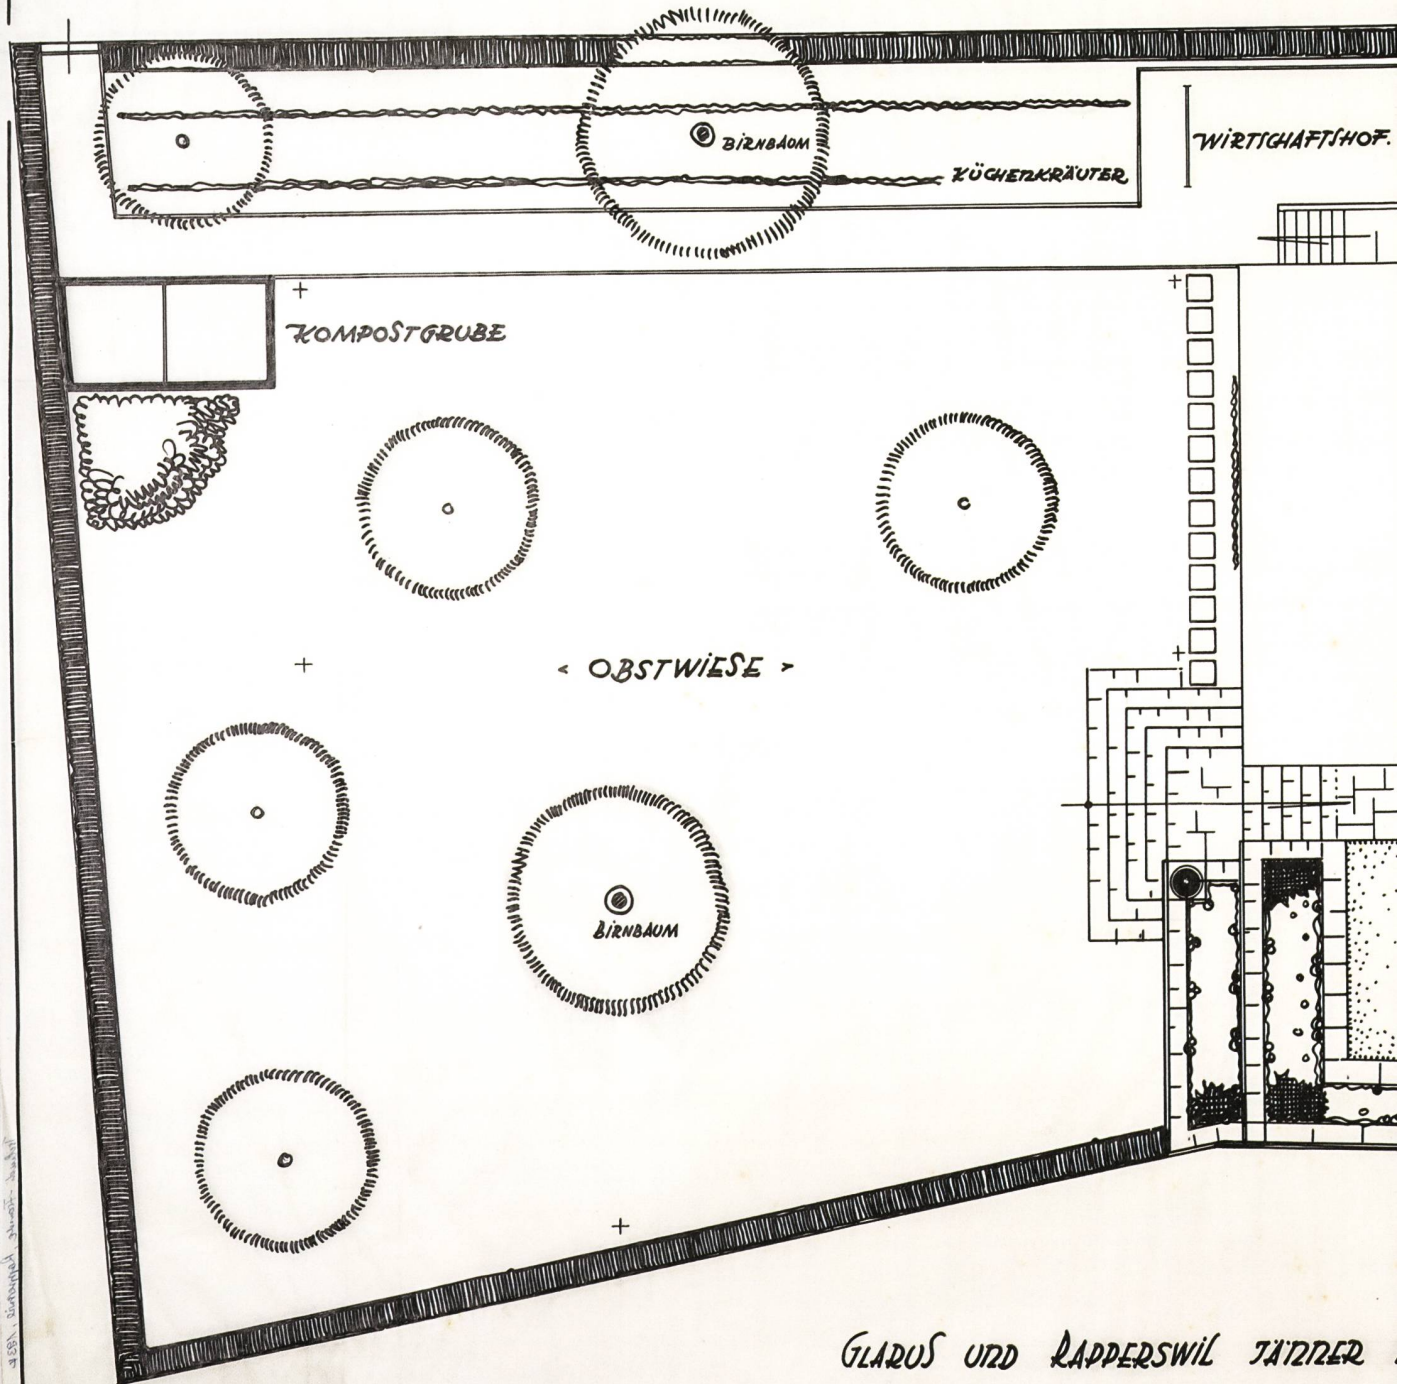 BIRNBAUM
WIRTSCHAFTSHOF.
KÜCHENKRÄUTER
KOMPOSTGRUBE
< OBSTWIESE >
BIRNBAUM
GLARUS UND RAPPERSWIL JÄNNER